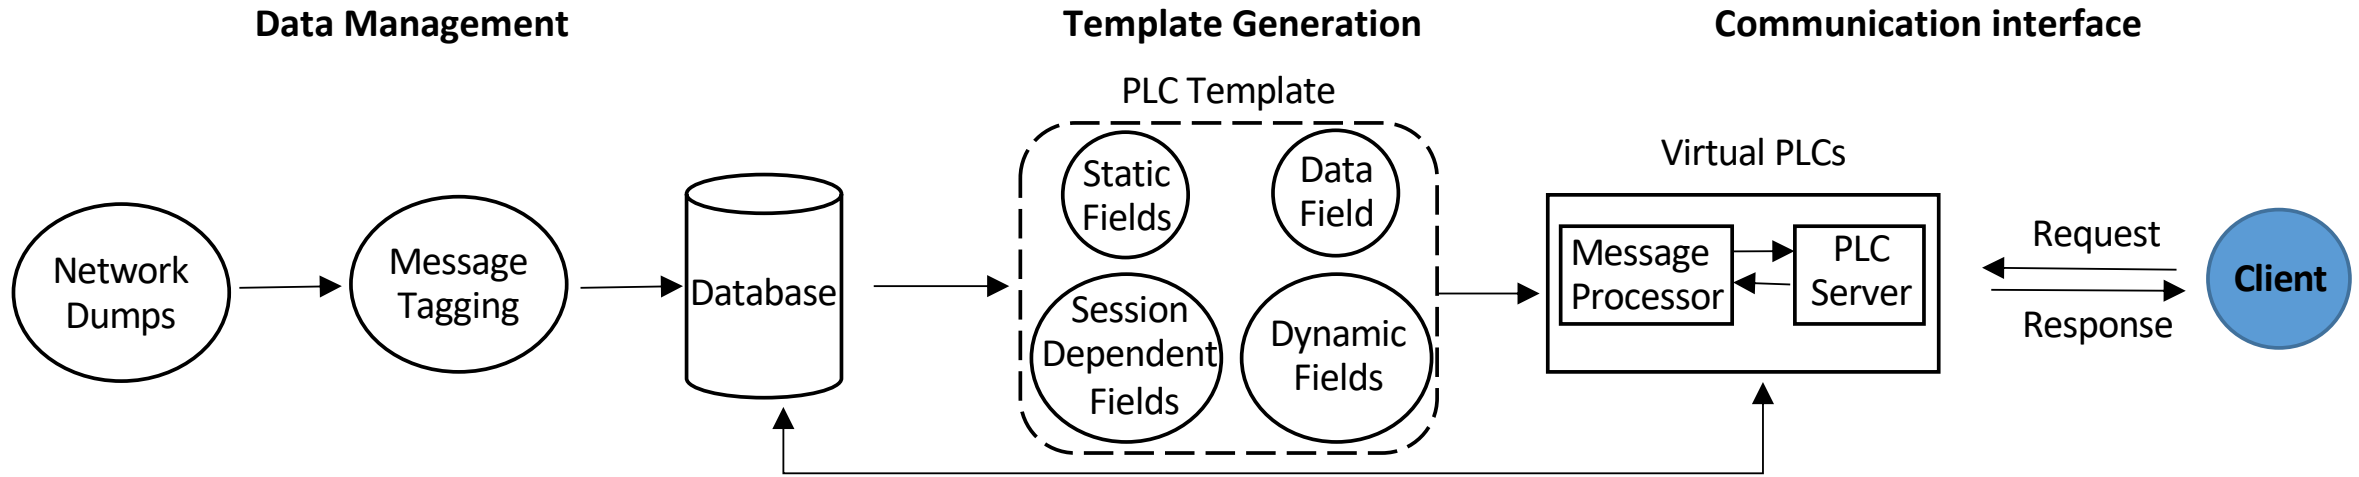 Data Management
Template Generation
Communication interface
PLC Template
Virtual PLCs
Network
Dumps
Message
Tagging
Database
Static
Fields
Data
Field
Session
Dependent
Fields
Dynamic
Fields
Message
Processor
PLC
Server
Request
Response
Client